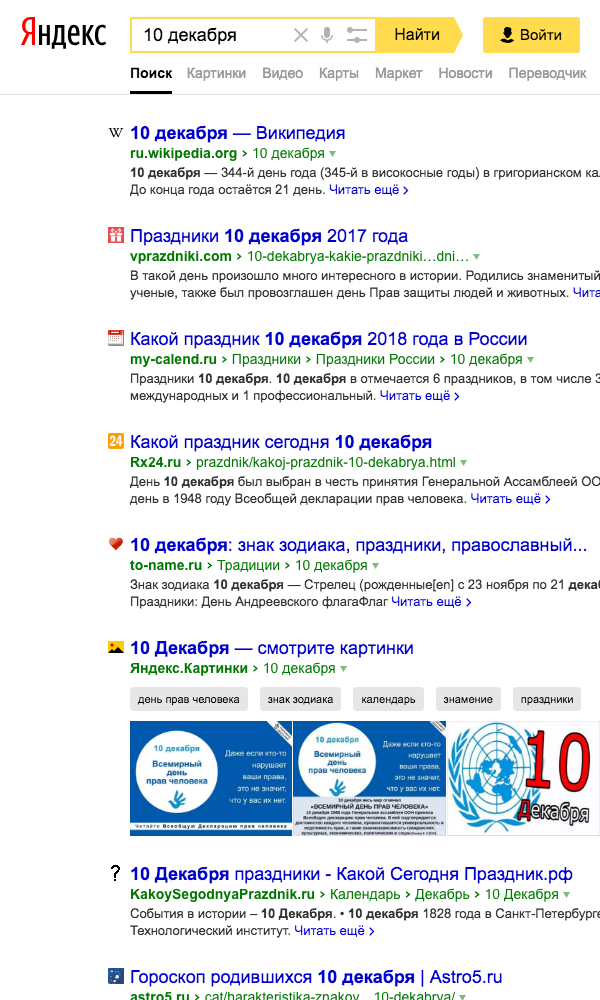 Яндекс
10 декабря
Найти
Войти
Поиск Картинки Видео Карты Маркет Новости Переводчик
W 10 декабря — Википедия
ru.wikipedia.org › 10 декабря
10 декабря — 344-й день года (345-й в високосные годы) в григорианском ка
До конца года остаётся 21 день. Читать ещё ›
Праздники 10 декабря 2017 года
vprazdniki.com › 10-dekabrya-kakie-prazdniki…dni…
В такой день произошло много интересного в истории. Родились знаменитый
ученые, также был провозглашен день Прав защиты людей и животных. Чита
Какой праздник 10 декабря 2018 года в России
my-calend.ru › Праздники › Праздники России › 10 декабря
Праздники 10 декабря. 10 декабря в отмечается 6 праздников, в том числе 3
международных и 1 профессиональный. Читать ещё ›
24 Какой праздник сегодня 10 декабря
Rx24.ru › prazdnik/kakoj-prazdnik-10-dekabrya.html
День 10 декабря был выбран в честь принятия Генеральной Ассамблеей ОО
день в 1948 году Всеобщей декларации прав человека. Читать ещё ›
10 декабря: знак зодиака, праздники, православный...
to-name.ru › Традиции › 10 декабря
Знак зодиака 10 декабря — Стрелец (рожденные[en] с 23 ноября по 21 дека
Праздники: День Андреевского флагаФлаг Читать ещё ›
10 Декабря — смотрите картинки
Яндекс.Картинки › 10 декабря
день прав человека знак зодиака календарь знамение праздники
10 декабря
Всемирный
день
прав человека
Даже если кто-то
нарушает
ваши права,
это не значит,
что у вас их нет.
Читайте Всеобщую Декларацию прав человека
10 декабря
Всемирный
день
прав человека
Даже если кто-то
нарушает
ваши права,
это не значит,
что у вас их нет.
10 декабря весь мир отмечает
«ВСЕМИРНЫЙ ДЕНЬ ПРАВ ЧЕЛОВЕКА»
10
Декабря
? 10 Декабря праздники - Какой Сегодня Праздник.рф
KakoySegodnyaPrazdnik.ru › Календарь › Декабрь › 10 Декабря
События в истории – 10 Декабря. • 10 декабря 1828 года в Санкт-Петербурге
Технологический институт. Читать ещё ›
Гороскоп родившихся 10 декабря | Astro5.ru
astro5.ru › cat/harakteristika-znakov…10-dekabrya/